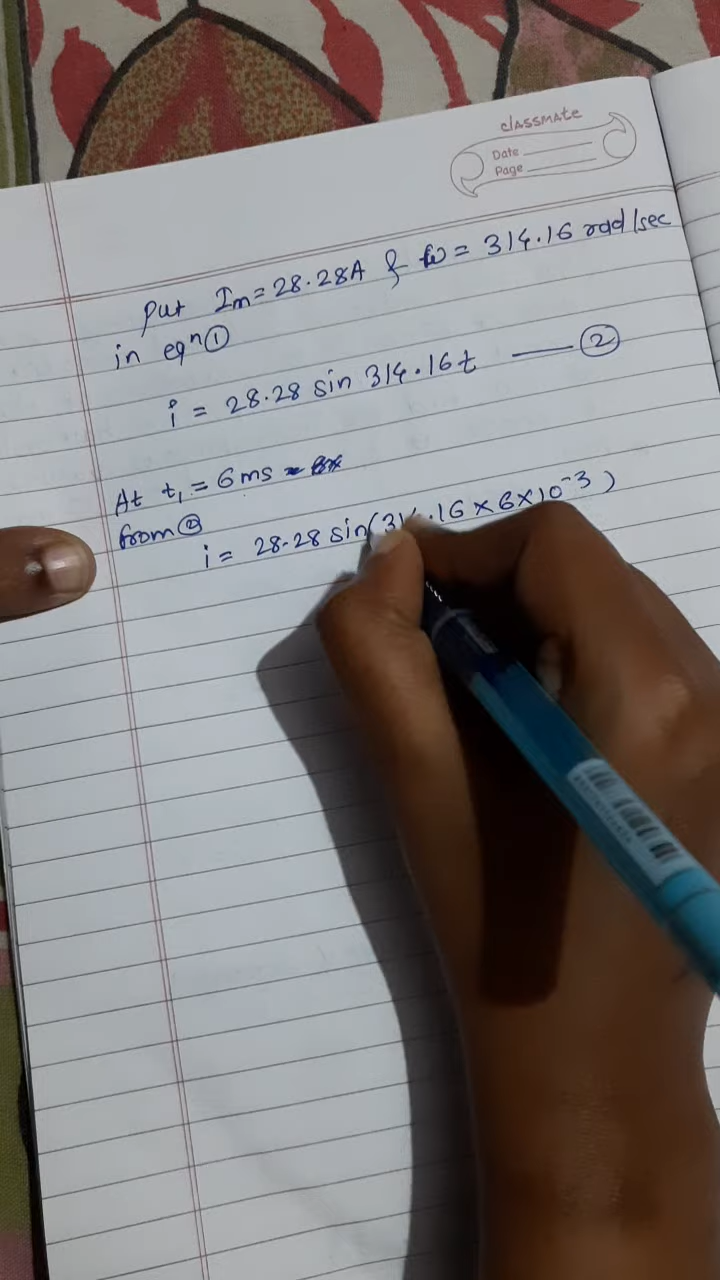 classmate
Date
Page
Put Im = 28.28A & ω = 314.16 rad/sec
in eqⁿ ①
i = 28.28 sin 314.16t — ②
At t₁ = 6ms
from ②
i = 28.28 sin(314.16 × 6×10⁻³)